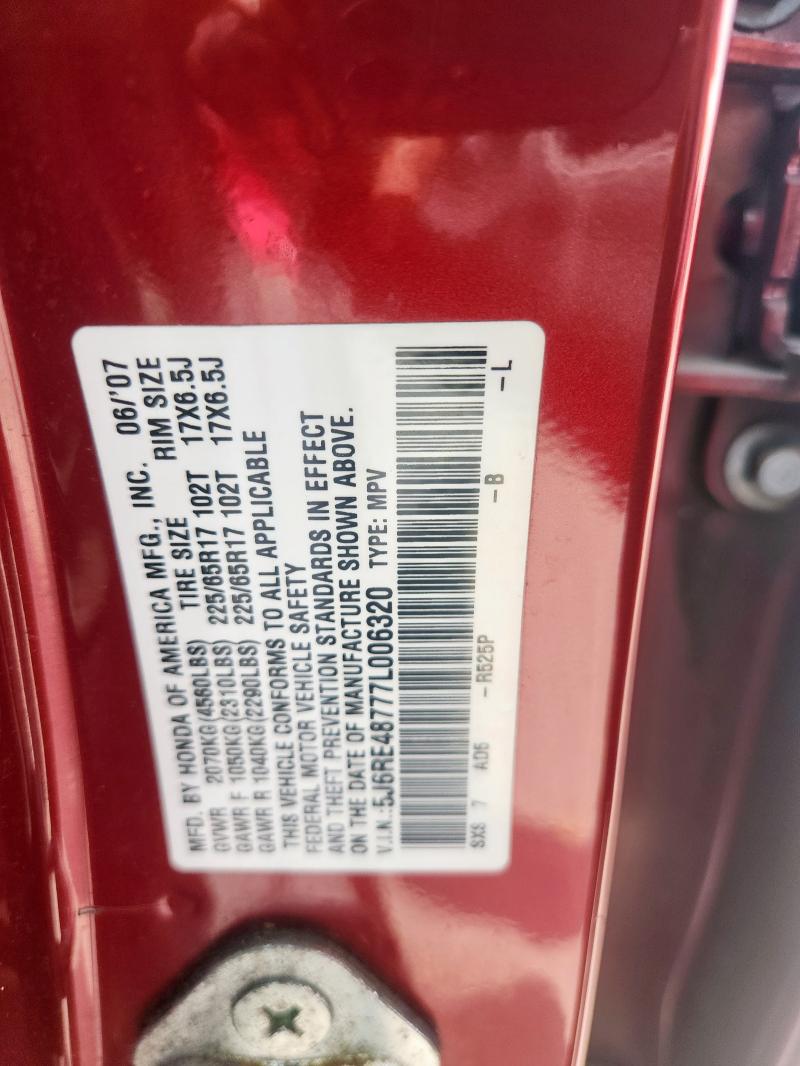 MFD. BY HONDA OF AMERICA MFG., INC. 06/'07
TIRE SIZE RIM SIZE
GVWR 2070KG(4560LBS)
GAWR F 1050KG(2310LBS) 225/65R17 102T 17X6.5J
GAWR R 1040KG(2290LBS) 225/65R17 102T 17X6.5J
THIS VEHICLE CONFORMS TO ALL APPLICABLE
FEDERAL MOTOR VEHICLE SAFETY
AND THEFT PREVENTION STANDARDS IN EFFECT
ON THE DATE OF MANUFACTURE SHOWN ABOVE.
V.I.N.:5J6RE48777L006320 TYPE: MPV
SXS 7 AD5 -R525P -B -L